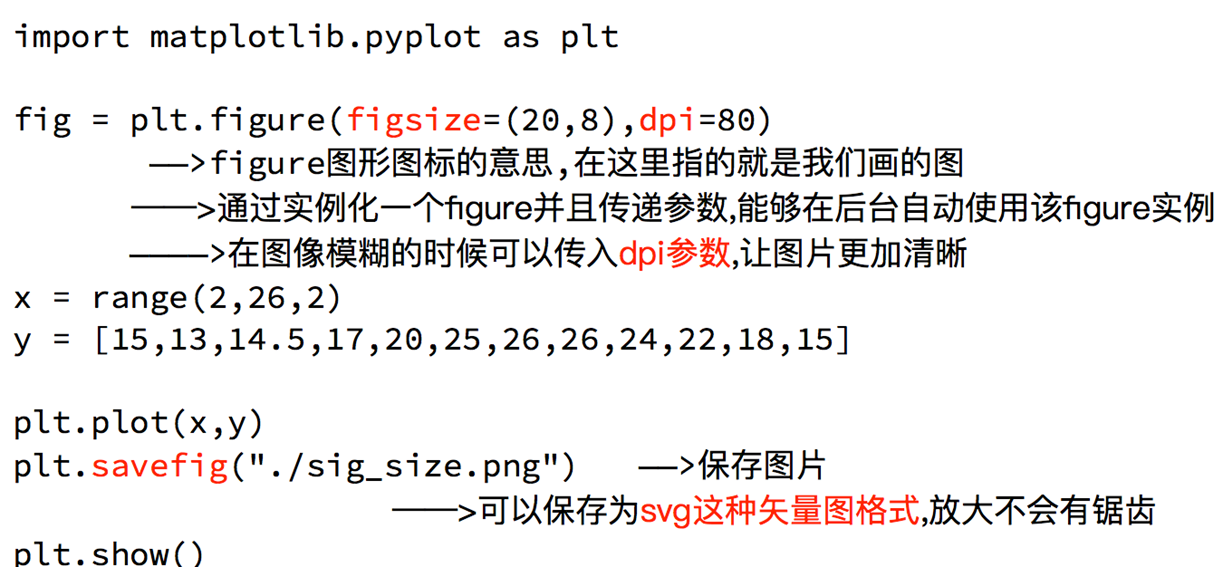 import matplotlib.pyplot as plt
fig = plt.figure(figsize=(20,8),dpi=80)
——>figure图形图标的意思,在这里指的就是我们画的图
———>通过实例化一个figure并且传递参数,能够在后台自动使用该figure实例
————>在图像模糊的时候可以传入dpi参数,让图片更加清晰
x = range(2,26,2)
y = [15,13,14.5,17,20,25,26,26,24,22,18,15]
plt.plot(x,y)
plt.savefig("./sig_size.png") ——>保存图片
———>可以保存为svg这种矢量图格式,放大不会有锯齿
plt.show()